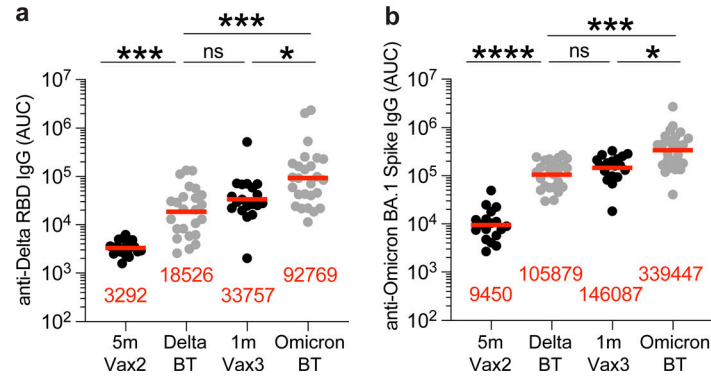 a
***
***
ns
*
anti-Delta RBD IgG (AUC)
10⁷
10⁶
10⁵
10⁴
10³
10²
3292
18526
33757
92769
5m
Vax2
Delta
BT
1m
Vax3
Omicron
BT
b
***
****
ns
*
anti-Omicron BA.1 Spike IgG (AUC)
10⁷
10⁶
10⁵
10⁴
10³
10²
9450
105879
146087
339447
5m
Vax2
Delta
BT
1m
Vax3
Omicron
BT